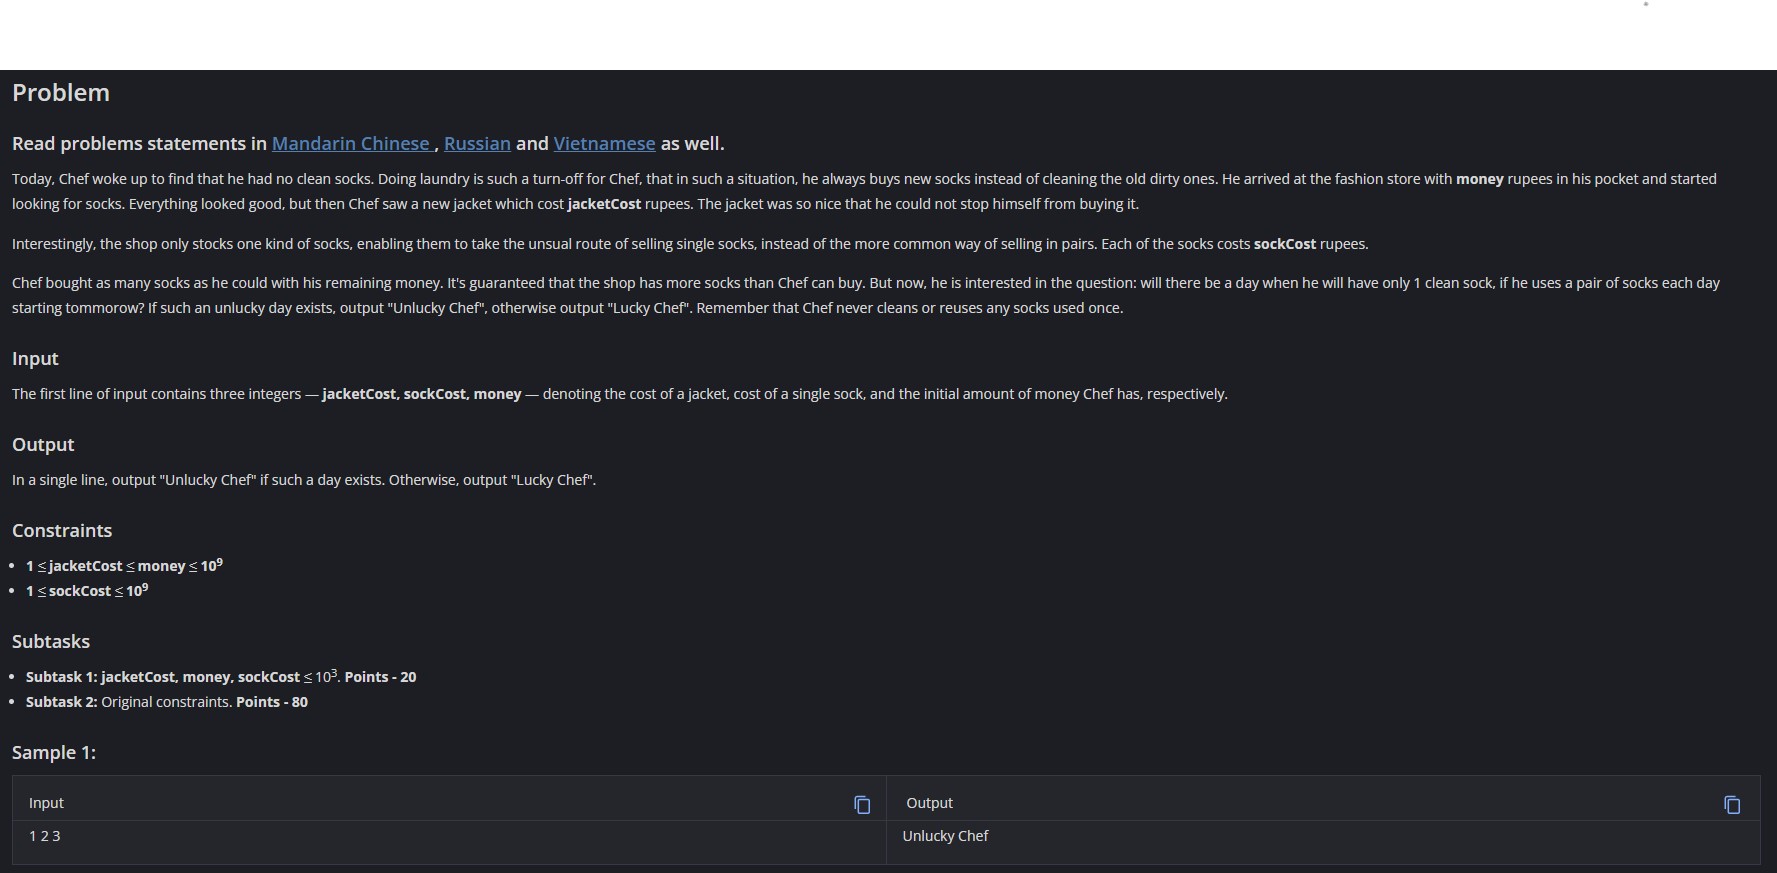 Problem
Read problems statements in Mandarin Chinese , Russian and Vietnamese as well.
Today, Chef woke up to find that he had no clean socks. Doing laundry is such a turn-off for Chef, that in such a situation, he always buys new socks instead of cleaning the old dirty ones. He arrived at the fashion store with money rupees in his pocket and started
looking for socks. Everything looked good, but then Chef saw a new jacket which cost jacketCost rupees. The jacket was so nice that he could not stop himself from buying it.
Interestingly, the shop only stocks one kind of socks, enabling them to take the unusual route of selling single socks, instead of the more common way of selling in pairs. Each of the socks costs sockCost rupees.
Chef bought as many socks as he could with his remaining money. It's guaranteed that the shop has more socks than Chef can buy. But now, he is interested in the question: will there be a day when he will have only 1 clean sock, if he uses a pair of socks each day
starting tommorow? If such an unlucky day exists, output "Unlucky Chef", otherwise output "Lucky Chef". Remember that Chef never cleans or reuses any socks used once.
Input
The first line of input contains three integers — jacketCost, sockCost, money — denoting the cost of a jacket, cost of a single sock, and the initial amount of money Chef has, respectively.
Output
In a single line, output "Unlucky Chef" if such a day exists. Otherwise, output "Lucky Chef".
Constraints
• 1 ≤ jacketCost ≤ money ≤ 10⁹
• 1 ≤ sockCost ≤ 10⁹
Subtasks
• Subtask 1: jacketCost, money, sockCost ≤ 10³. Points - 20
• Subtask 2: Original constraints. Points - 80
Sample 1:
Input Output
1 2 3 Unlucky Chef